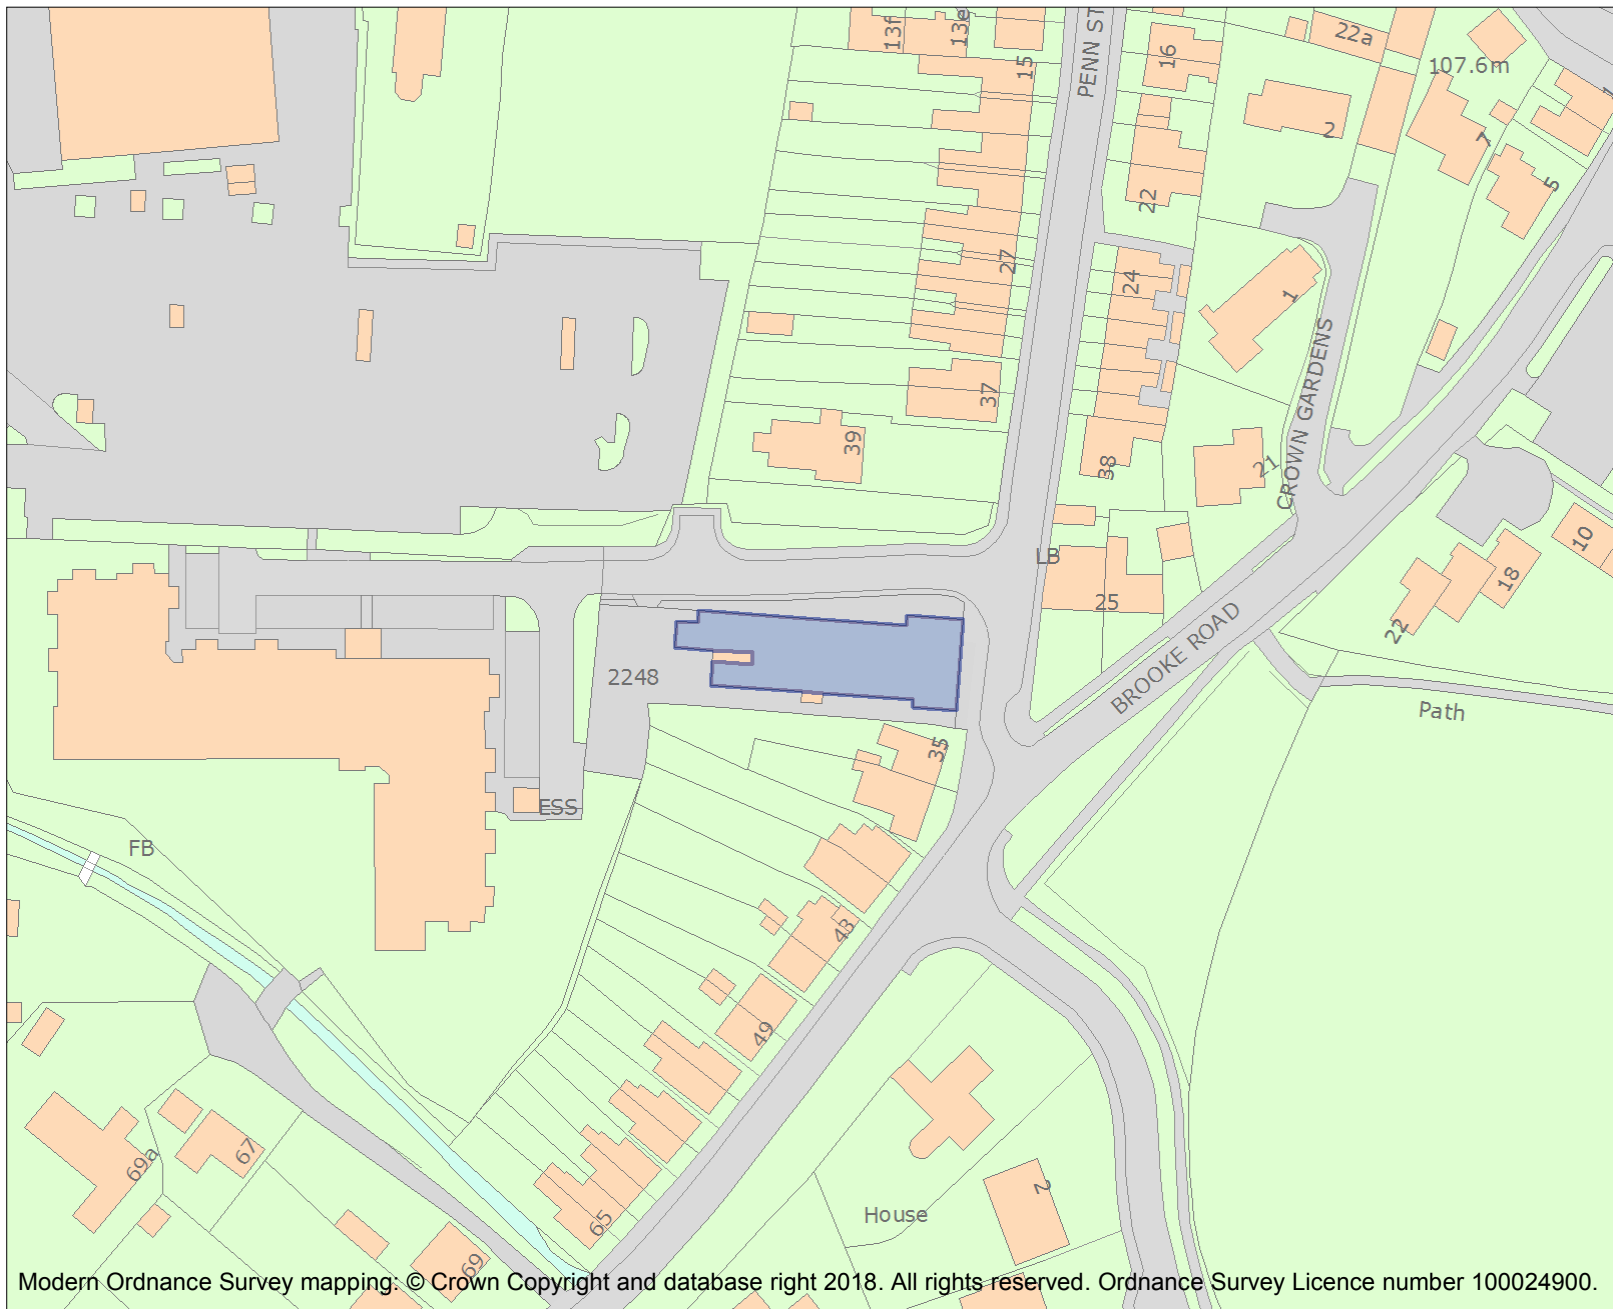 13f
13e
15
PENN ST
16
22a
107.6m
1
2
7
5
22
27
24
1
37
CROWN GARDENS
39
38
21
LB
25
10
18
22
BROOKE ROAD
2248
Path
35
ESS
FB
43
49
69a
67
65
House
2
69
Modern Ordnance Survey mapping: © Crown Copyright and database right 2018. All rights reserved. Ordnance Survey Licence number 100024900.